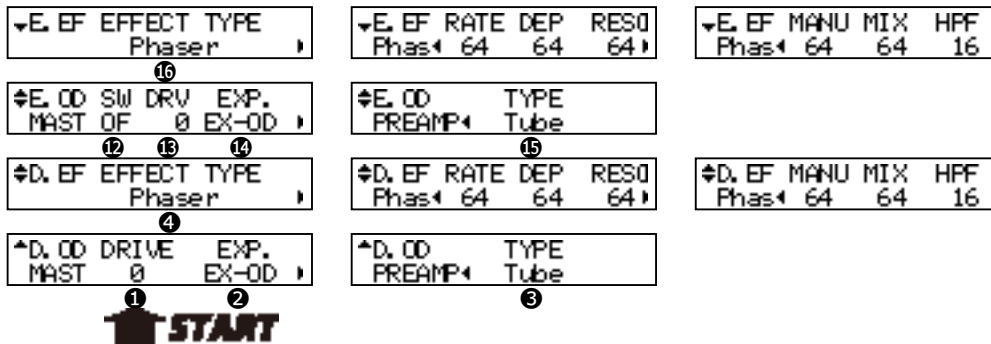 E. EF EFFECT TYPE
Phaser
E. EF RATE DEP RESO
Phas 64 64 64
E. EF MANU MIX HPF
Phas 64 64 16
⓰
E. OD SW DRV EXP.
MAST OF 0 EX-OD
E. OD TYPE
PREAMP Tube
⓬ ⓭ ⓮
⓯
D. EF EFFECT TYPE
Phaser
D. EF RATE DEP RESO
Phas 64 64 64
D. EF MANU MIX HPF
Phas 64 64 16
❹
D. OD DRIVE EXP.
MAST 0 EX-OD
D. OD TYPE
PREAMP Tube
❶ ❷
❸
START